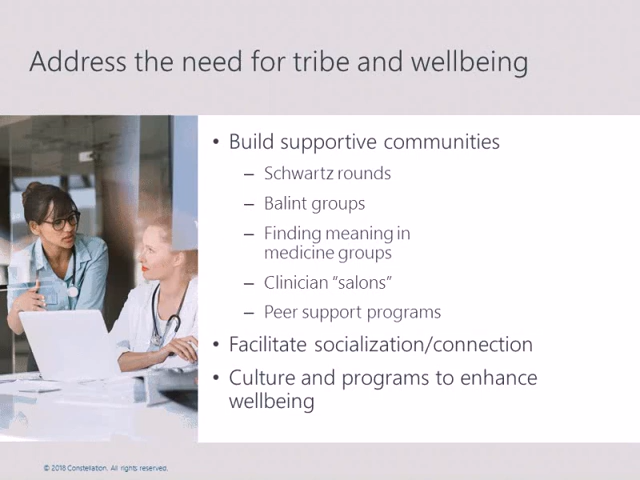 Address the need for tribe and wellbeing
• Build supportive communities
– Schwartz rounds
– Balint groups
– Finding meaning in
medicine groups
– Clinician “salons”
– Peer support programs
• Facilitate socialization/connection
• Culture and programs to enhance
wellbeing
© 2018 Constellation. All rights reserved.